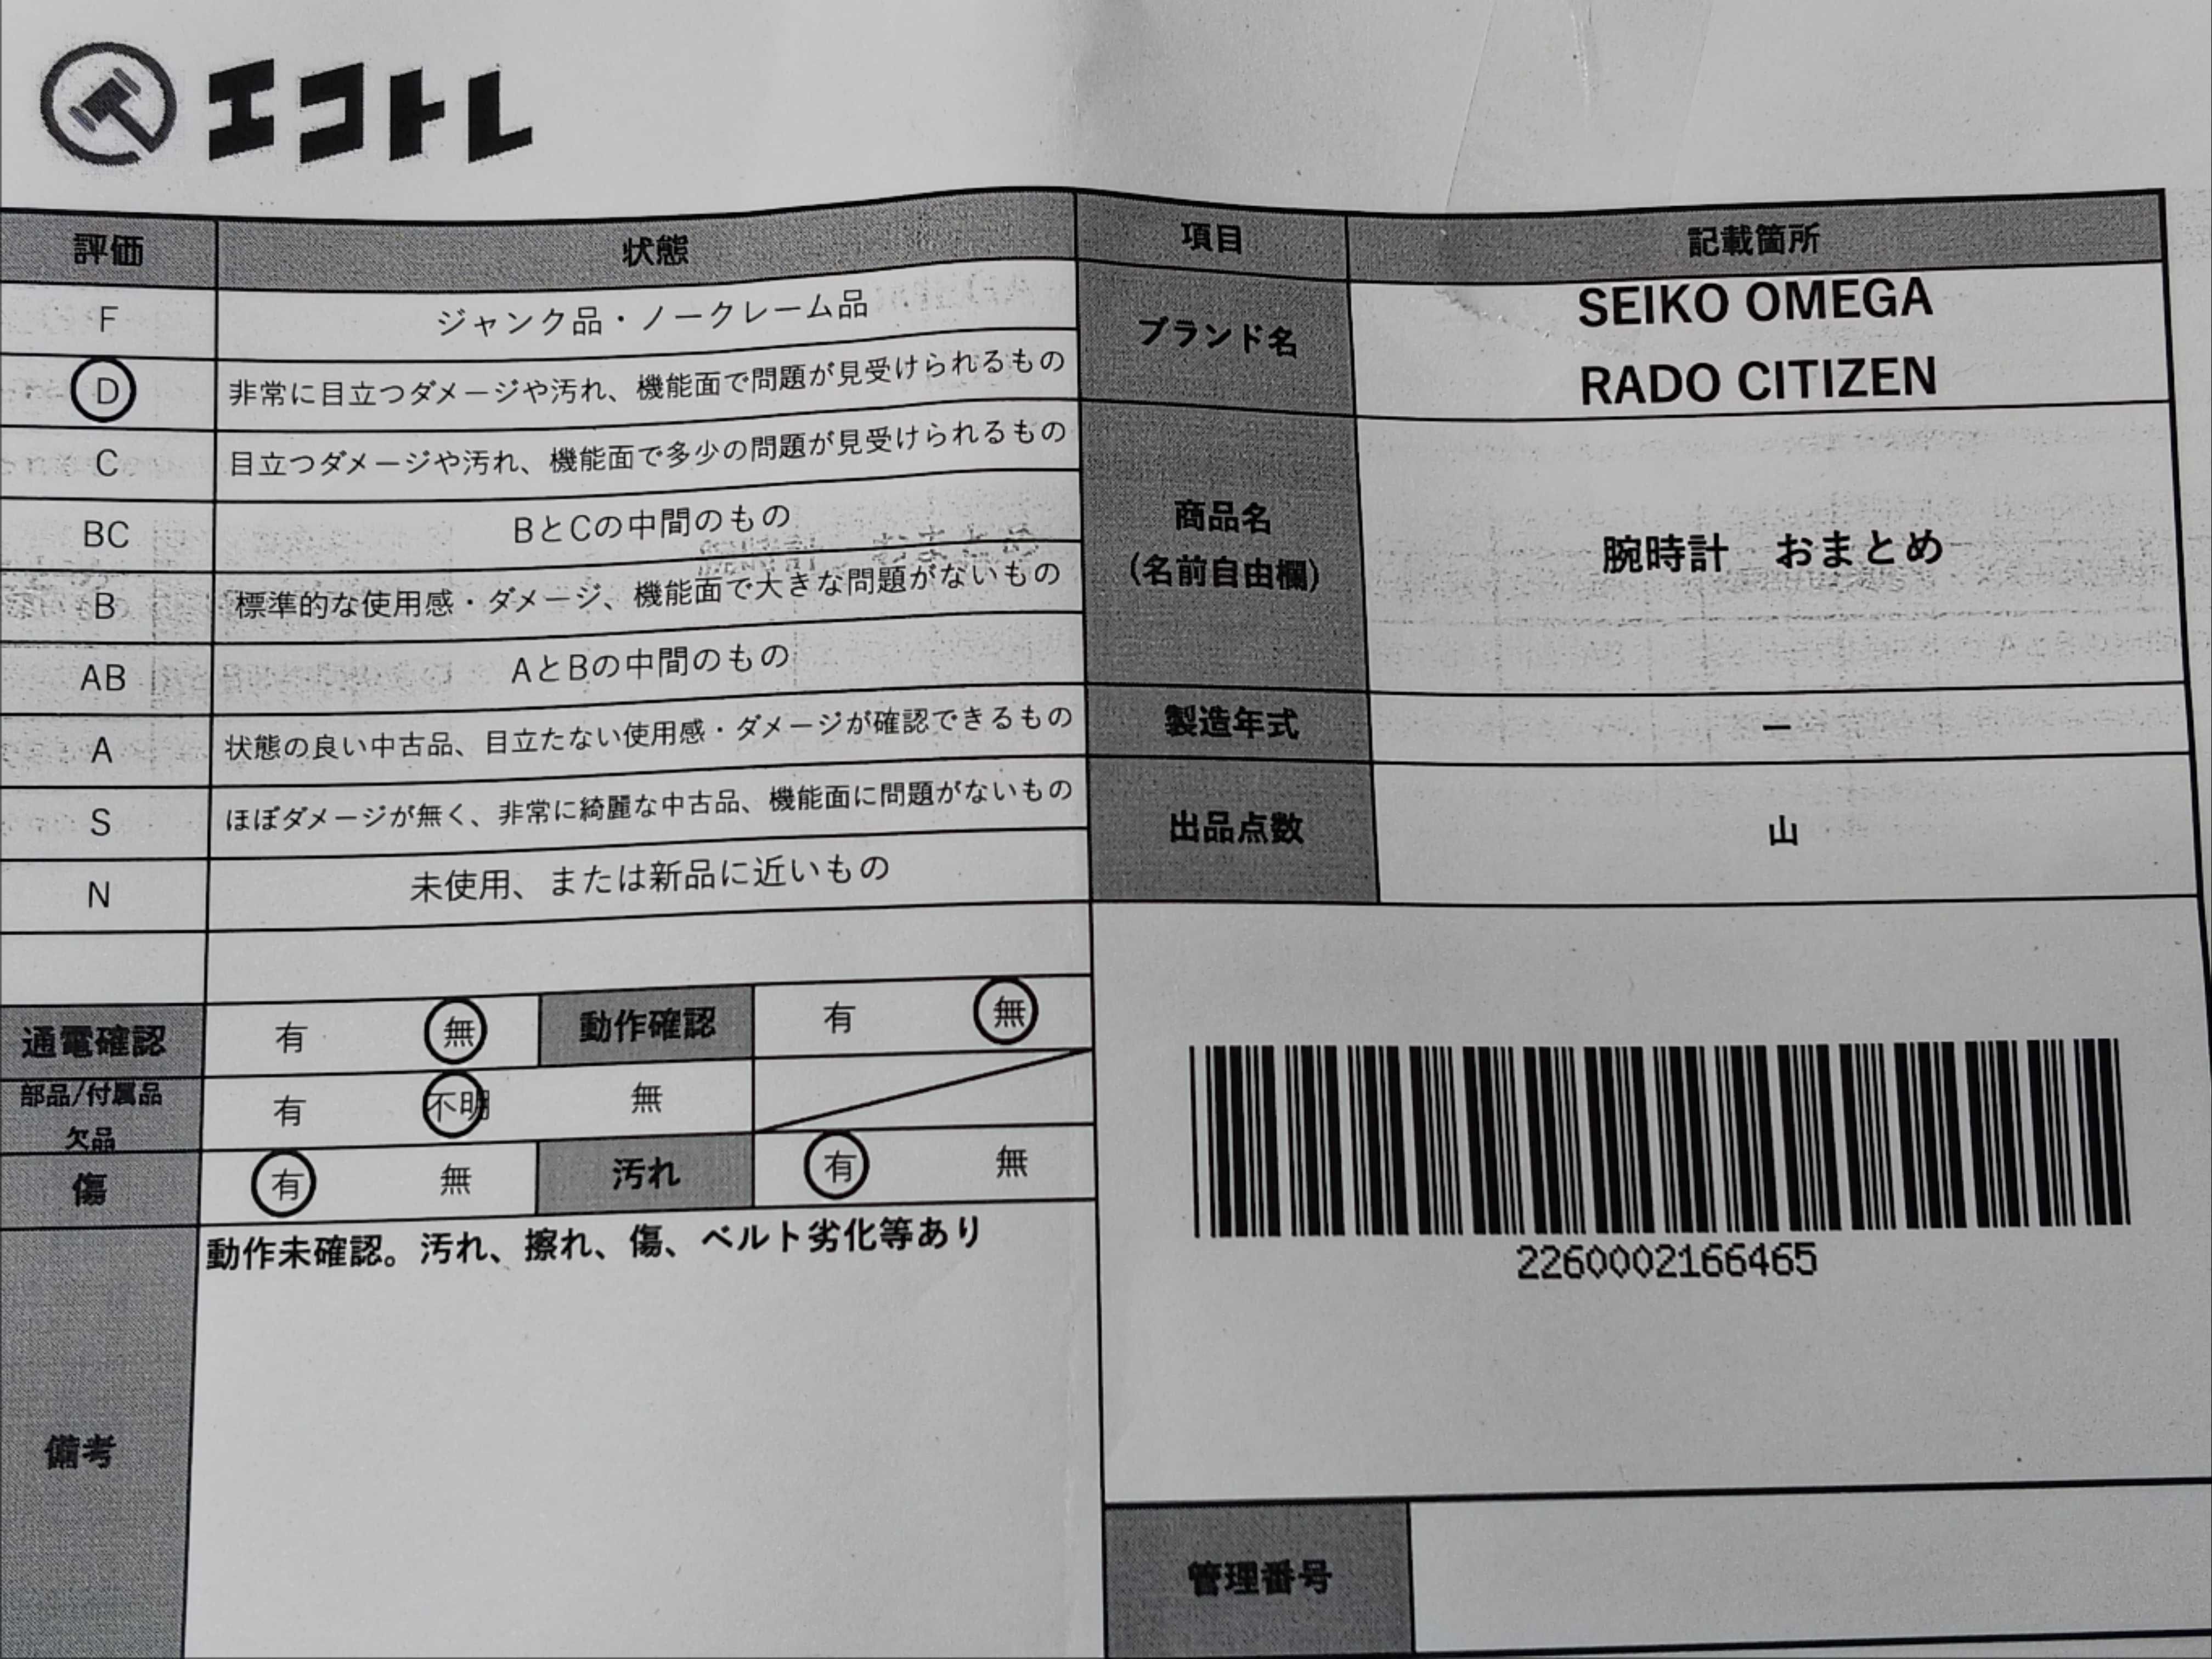 エコトレ
評価 状態
F ジャンク品・ノークレーム品
D 非常に目立つダメージや汚れ、機能面で問題が見受けられるもの
C 目立つダメージや汚れ、機能面で多少の問題が見受けられるもの
BC BとCの中間のもの
B 標準的な使用感・ダメージ、機能面で大きな問題がないもの
AB AとBの中間のもの
A 状態の良い中古品、目立たない使用感・ダメージが確認できるもの
S ほぼダメージが無く、非常に綺麗な中古品、機能面に問題がないもの
N 未使用、または新品に近いもの
通電確認 有 無 動作確認 有 無
部品/付属品
欠品 有 不明 無
傷 有 無 汚れ 有 無
備考 動作未確認。汚れ、擦れ、傷、ベルト劣化等あり
項目 記載箇所
ブランド名 SEIKO OMEGA
RADO CITIZEN
商品名
(名前自由欄) 腕時計 おまとめ
製造年式 ー
出品点数 山
2260002166465
管理番号